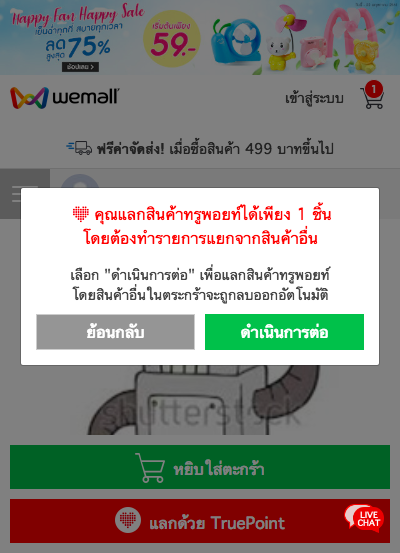 Happy Fan Happy Sale
เย็นฉ่ำทุกที่ สบายทุกเวลา
ลด
สูงสุด 75%
เริ่มต้นเพียง
59.-
ช้อปเลย >
wemall
เข้าสู่ระบบ
1
ฟรีค่าจัดส่ง! เมื่อซื้อสินค้า 499 บาทขึ้นไป
คุณแลกสินค้าทรูพอยท์ได้เพียง 1 ชิ้น
โดยต้องทำรายการแยกจากสินค้าอื่น
เลือก "ดำเนินการต่อ" เพื่อแลกสินค้าทรูพอยท์
โดยสินค้าอื่นในตระกร้าจะถูกลบออกอัตโนมัติ
ย้อนกลับ
ดำเนินการต่อ
shutterstock
หยิบใส่ตะกร้า
แลกด้วย TruePoint
LIVE
CHAT